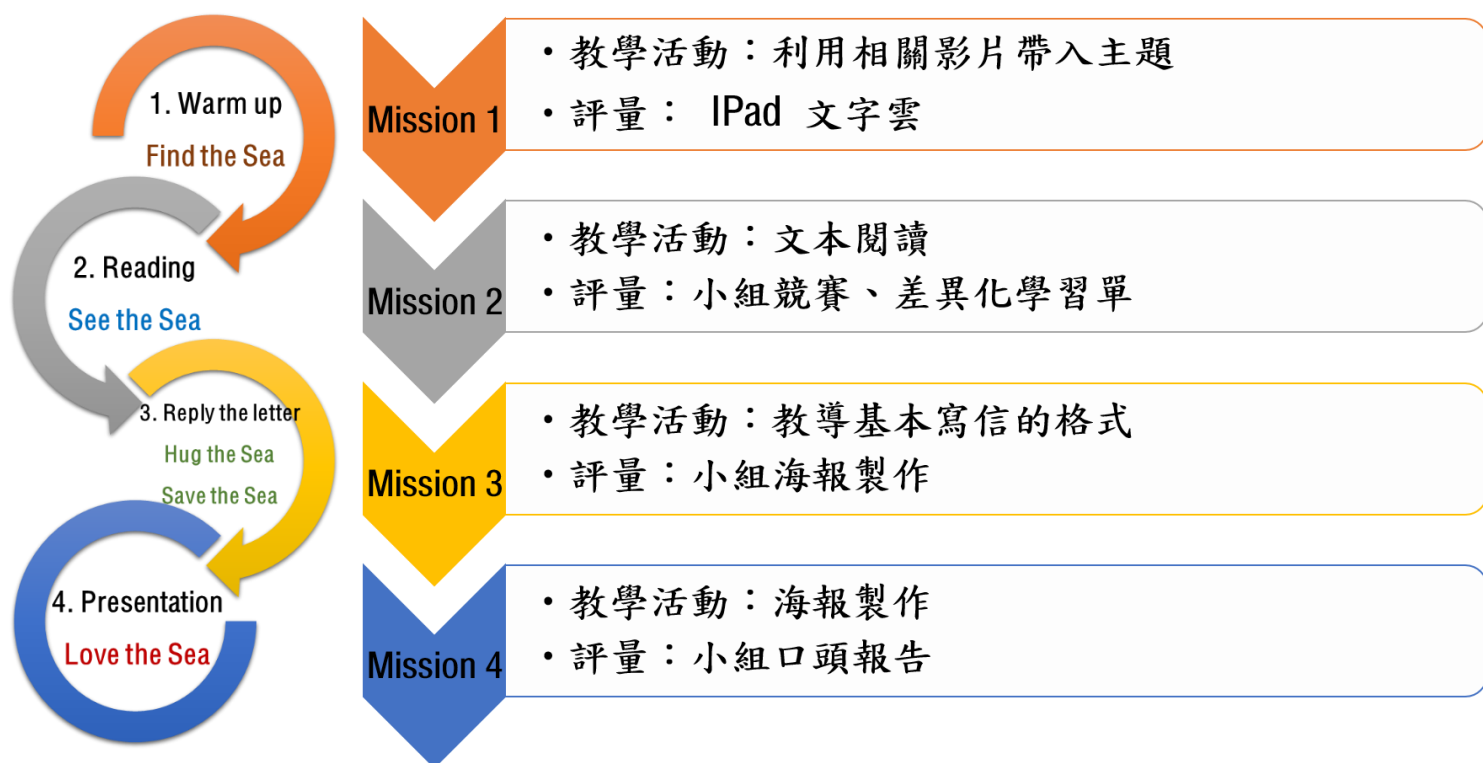 1. Warm up
Find the Sea
2. Reading
See the Sea
3. Reply the letter
Hug the Sea
Save the Sea
4. Presentation
Love the Sea
Mission 1
・教學活動：利用相關影片帶入主題
・評量： IPad 文字雲
Mission 2
・教學活動：文本閱讀
・評量：小組競賽、差異化學習單
Mission 3
・教學活動：教導基本寫信的格式
・評量：小組海報製作
Mission 4
・教學活動：海報製作
・評量：小組口頭報告